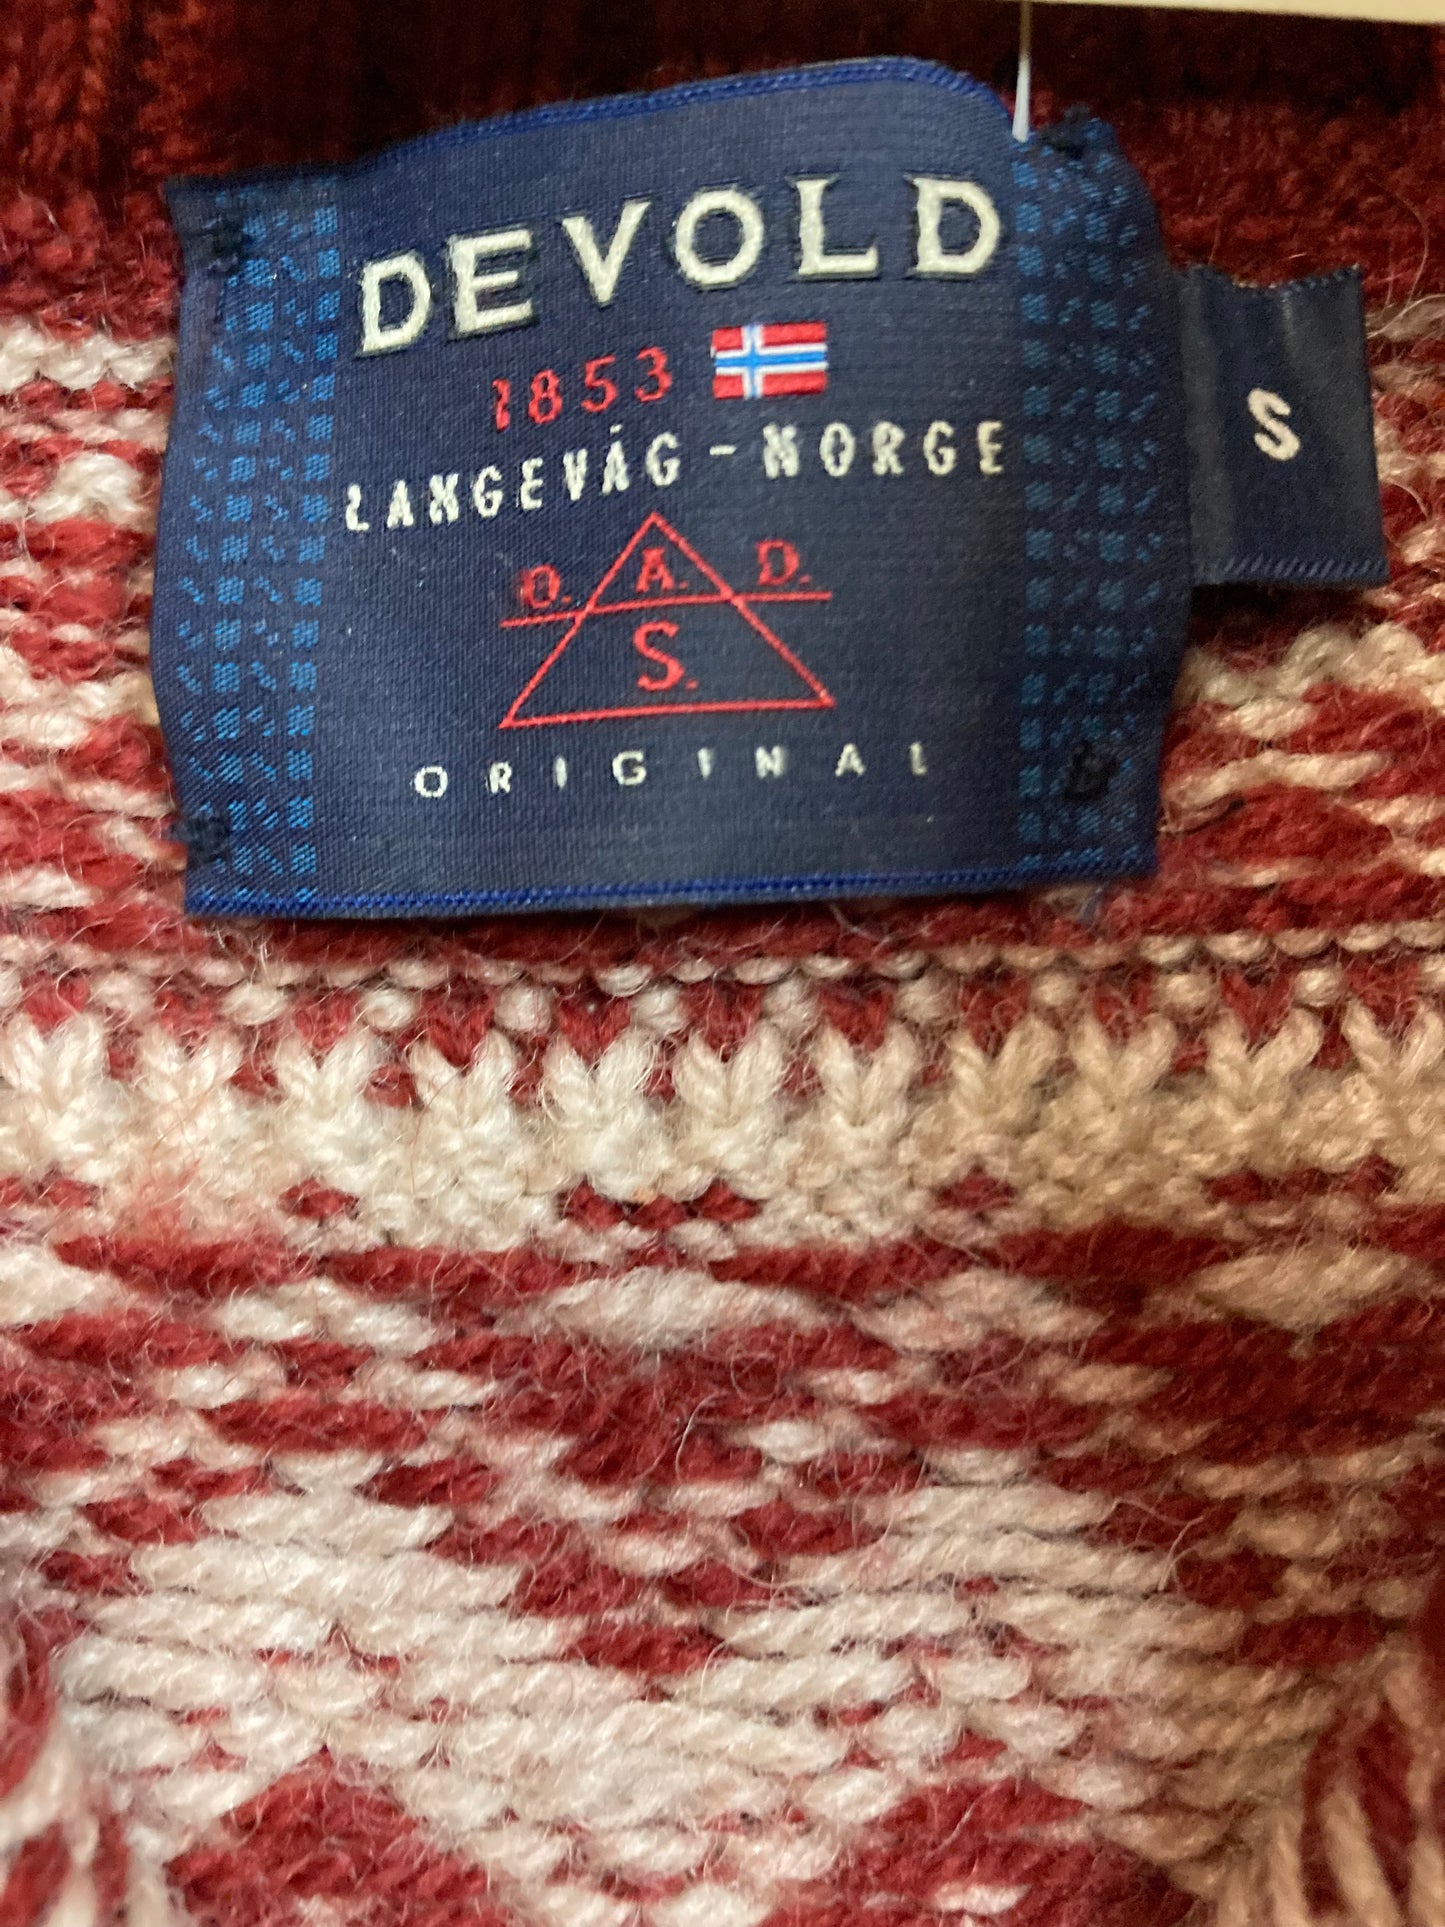 DEVOLD
1853
LANGEVÅG - NORGE
O. A. D.
S.
ORIGINAL
S